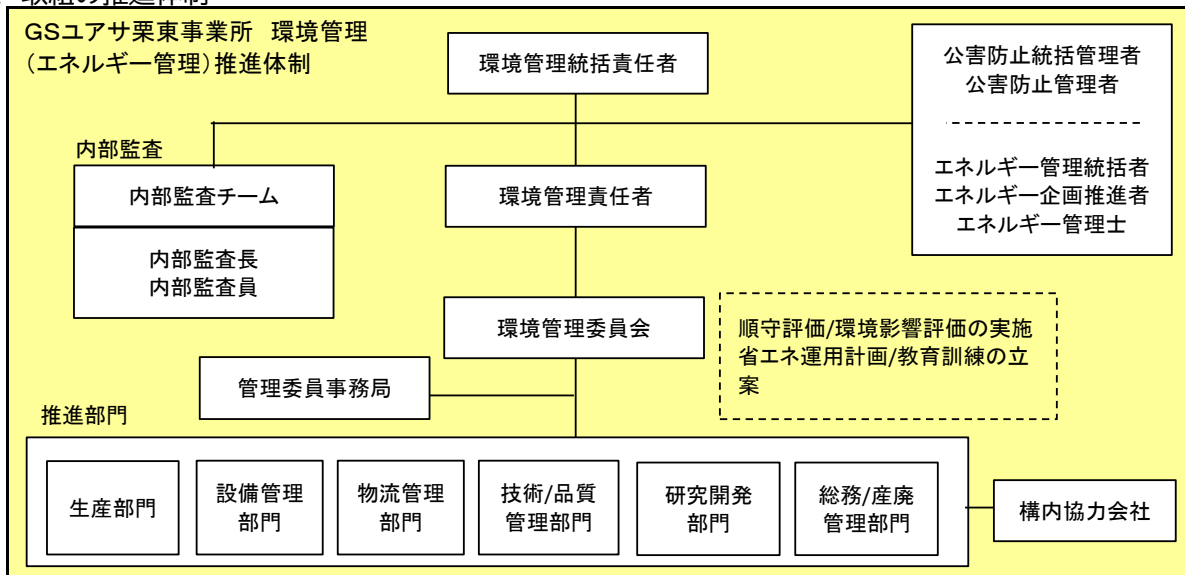 取組の推進体制
GSユアサ栗東事業所　環境管理
（エネルギー管理）推進体制
環境管理統括責任者
公害防止統括管理者
公害防止管理者
エネルギー管理統括者
エネルギー企画推進者
エネルギー管理士
内部監査
内部監査チーム
内部監査長
内部監査員
環境管理責任者
環境管理委員会
順守評価/環境影響評価の実施
省エネ運用計画/教育訓練の立
案
管理委員事務局
推進部門
生産部門
設備管理
部門
物流管理
部門
技術/品質
管理部門
研究開発
部門
総務/産廃
管理部門
構内協力会社